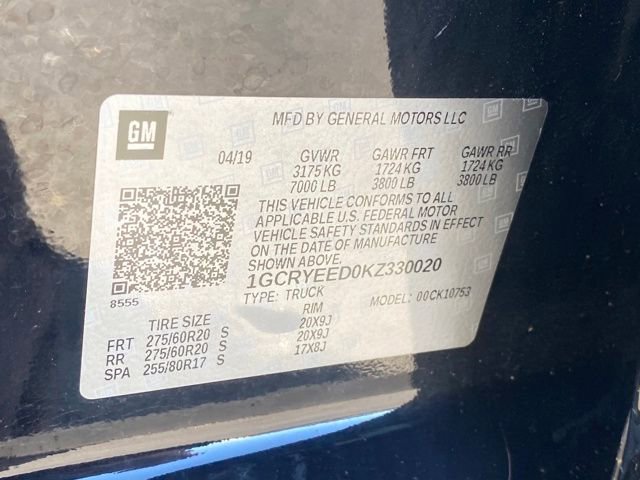 GM
MFD BY GENERAL MOTORS LLC
04/19 GVWR GAWR FRT GAWR RR
3175 KG 1724 KG 1724 KG
7000 LB 3800 LB 3800 LB
THIS VEHICLE CONFORMS TO ALL
APPLICABLE U.S. FEDERAL MOTOR
VEHICLE SAFETY STANDARDS IN EFFECT
ON THE DATE OF MANUFACTURE
SHOWN ABOVE.
1GCRYEED0KZ330020
8555
TYPE: TRUCK MODEL: 00CK10753
TIRE SIZE RIM
FRT 275/60R20 S 20X9J
RR 275/60R20 S 20X9J
SPA 255/80R17 S 17X8J